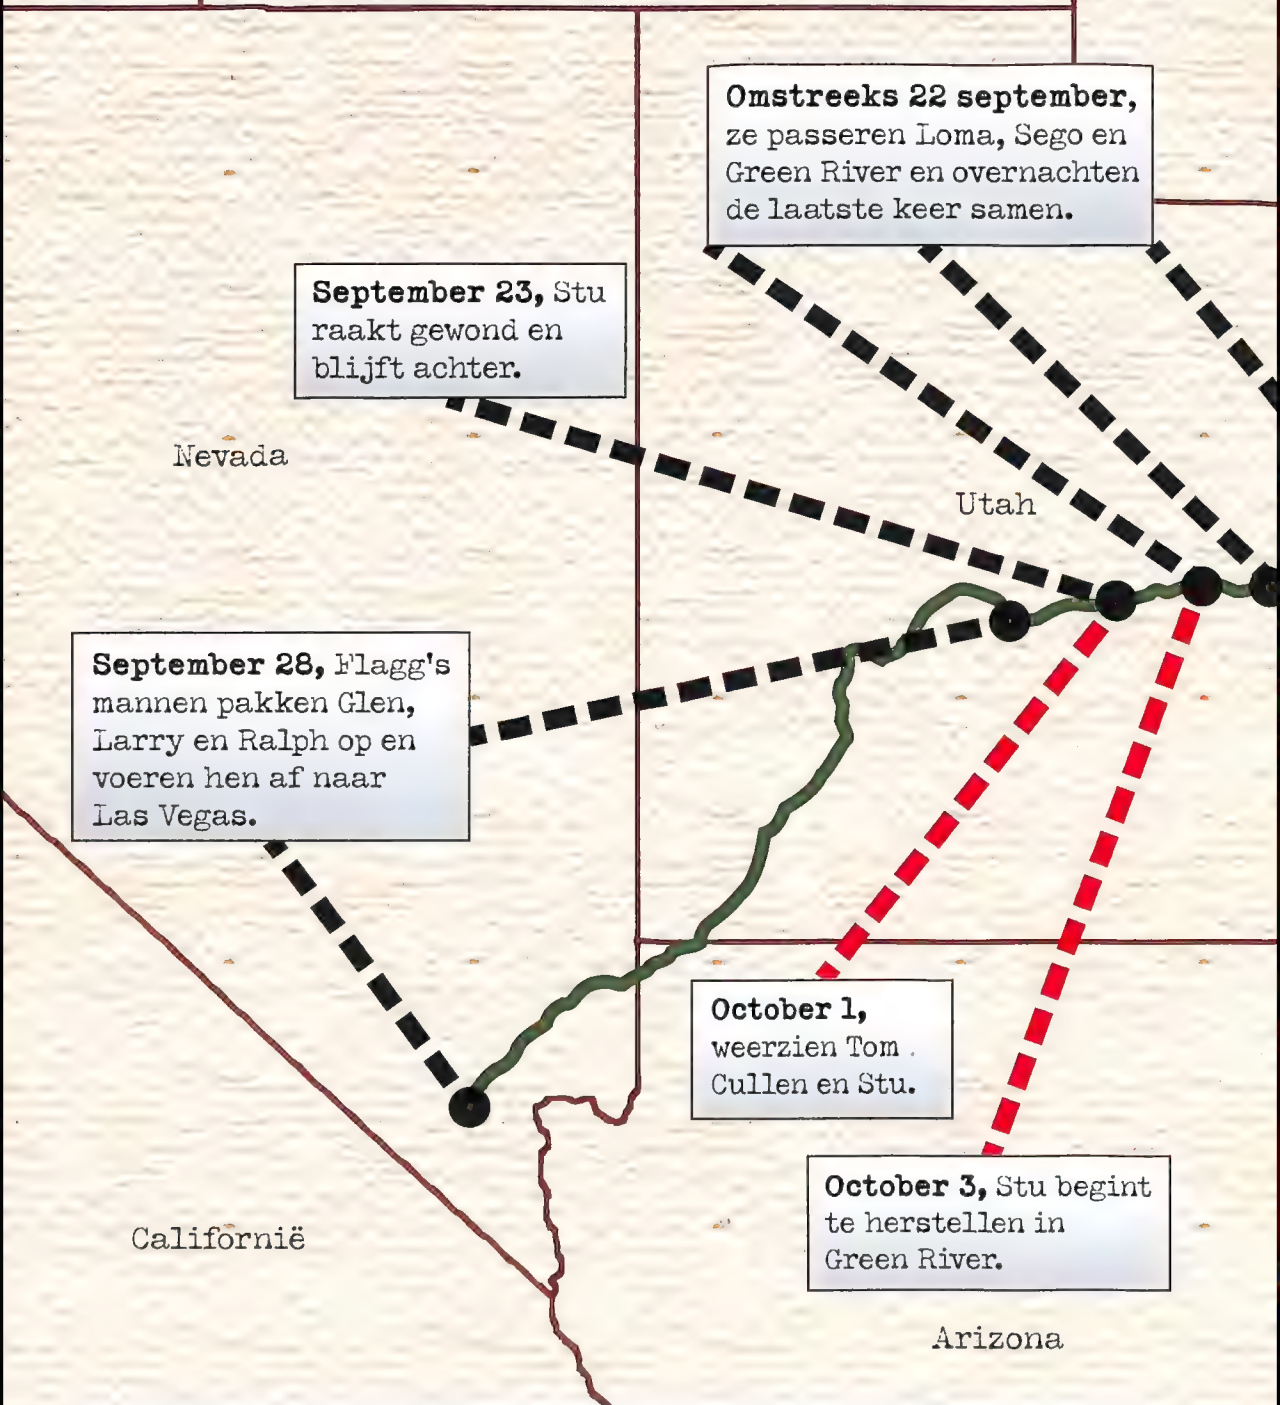 Omstreeks 22 september,
ze passeren Loma, Sego en
Green River en overnachten
de laatste keer samen.
September 23, Stu
raakt gewond en
blijft achter.
Nevada
Utah
September 28, Flagg's
mannen pakken Glen,
Larry en Ralph op en
voeren hen af naar
Las Vegas.
October 1,
weerzien Tom
Cullen en Stu.
October 3, Stu begint
te herstellen in
Green River.
Californië
Arizona